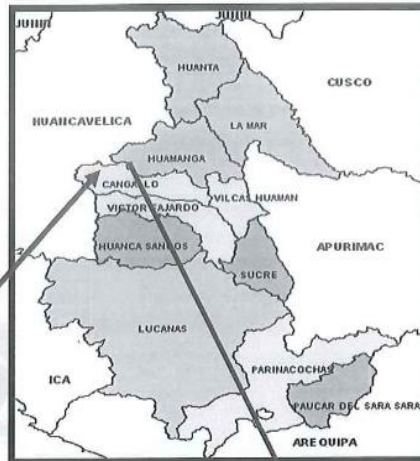 JUNIN
JUNIN
HUANTA
CUSCO
HUANCAVELICA
LA MAR
HUAMANGA
CANGALLO
VILCAS HUAMAN
VICTOR FAJARDO
HUANCA SANCOS
SUCRE
APURIMAC
LUCANAS
ICA
PARINACOCHAS
PAUCAR DEL SARA SARA
AREQUIPA